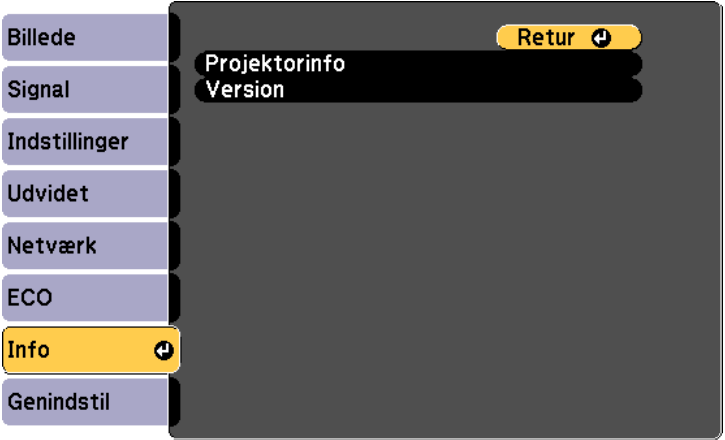 Billede
Signal
Indstillinger
Udvidet
Netværk
ECO
Info
Genindstil
Retur
Projektorinfo
Version